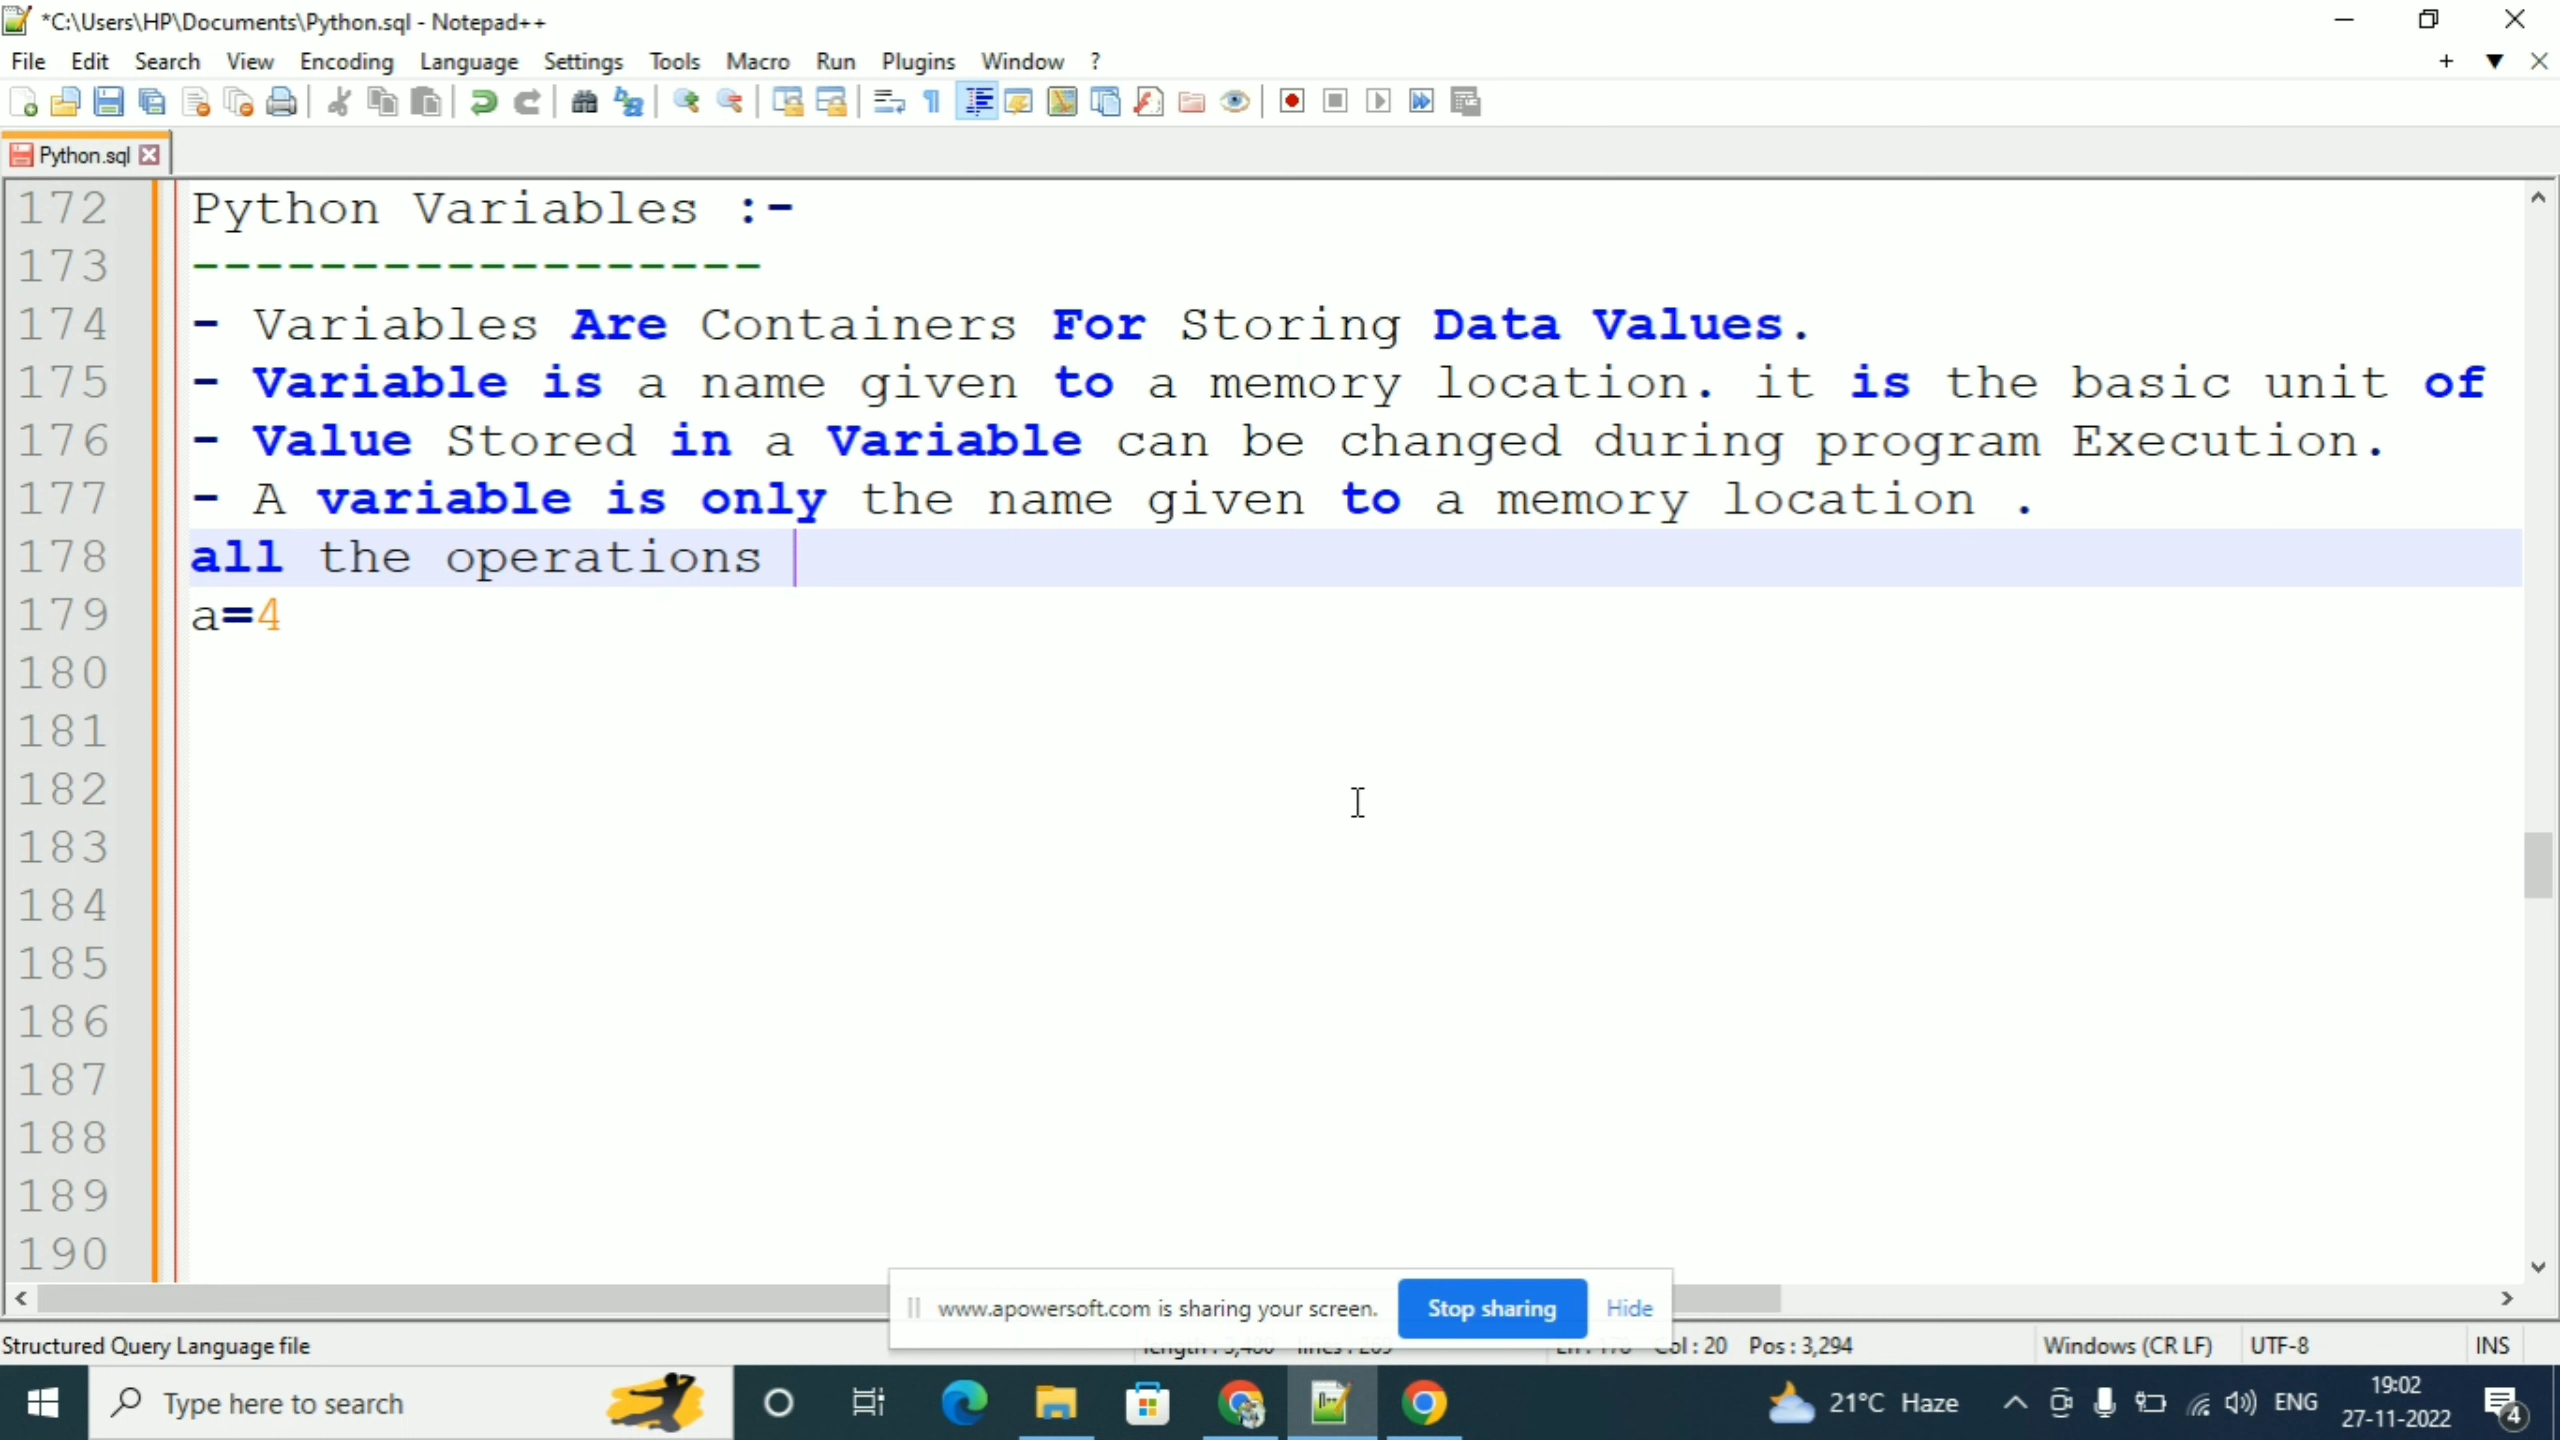 *C:\Users\HP\Documents\Python.sql - Notepad++
File Edit Search View Encoding Language Settings Tools Macro Run Plugins Window ?
Python.sql
172 Python Variables :-
173 ------------------
174 - Variables Are Containers For Storing Data Values.
175 - Variable is a name given to a memory location. it is the basic unit of
176 - Value Stored in a Variable can be changed during program Execution.
177 - A variable is only the name given to a memory location .
178 all the operations
179 a=4
180
181
182
183
184
185
186
187
188
189
190
www.apowersoft.com is sharing your screen. Stop sharing Hide
Structured Query Language file Col : 20 Pos : 3,294 Windows (CR LF) UTF-8 INS
Type here to search 21°C Haze ENG 19:02
27-11-2022 4